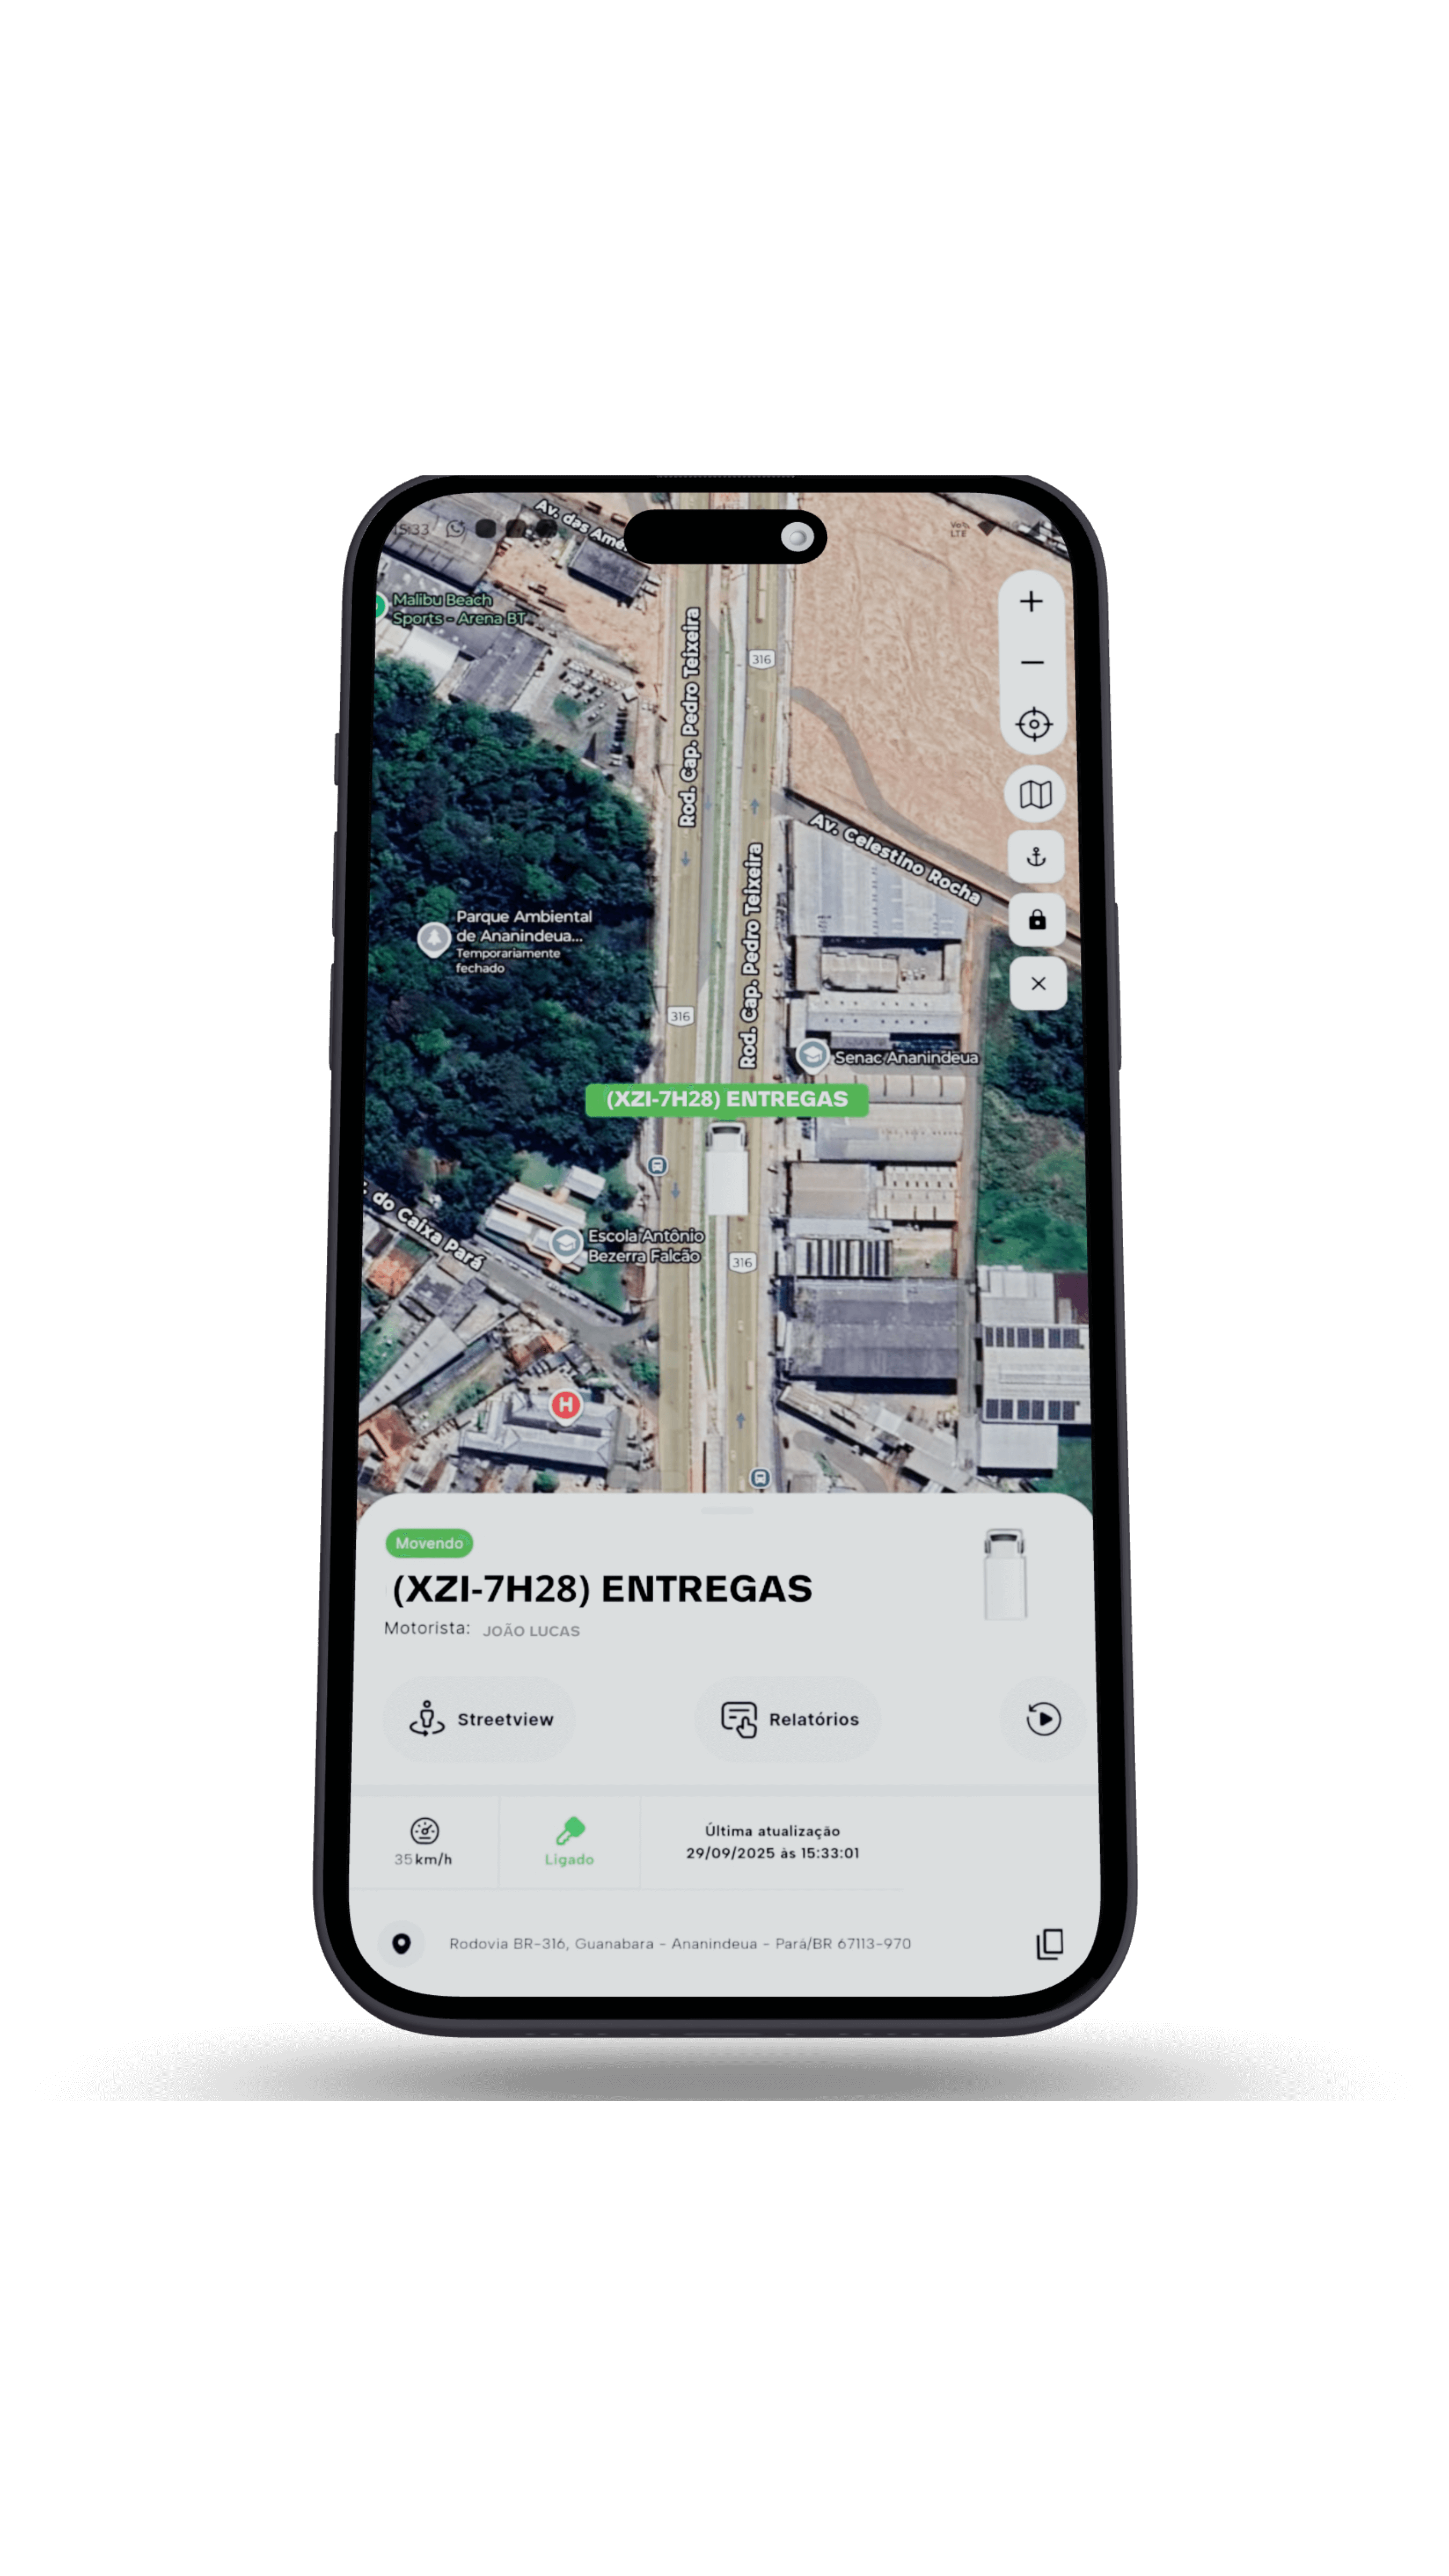 15:33
Vo))
LTE
Av. das Amé
Malibu Beach
Sports - Arena BT
Rod. Cap. Pedro Teixeira
316
Av. Celestino Rocha
Rod. Cap. Pedro Teixeira
Parque Ambiental
de Ananindeua...
Temporariamente
fechado
316
Senac Ananindeua
(XZI-7H28) ENTREGAS
. do Caixa Pará
Escola Antônio
Bezerra Falcão
316
H
Movendo
(XZI-7H28) ENTREGAS
Motorista: JOÃO LUCAS
Streetview
Relatórios
35 km/h
Ligado
Última atualização
29/09/2025 às 15:33:01
Rodovia BR-316, Guanabara - Ananindeua - Pará/BR 67113-970